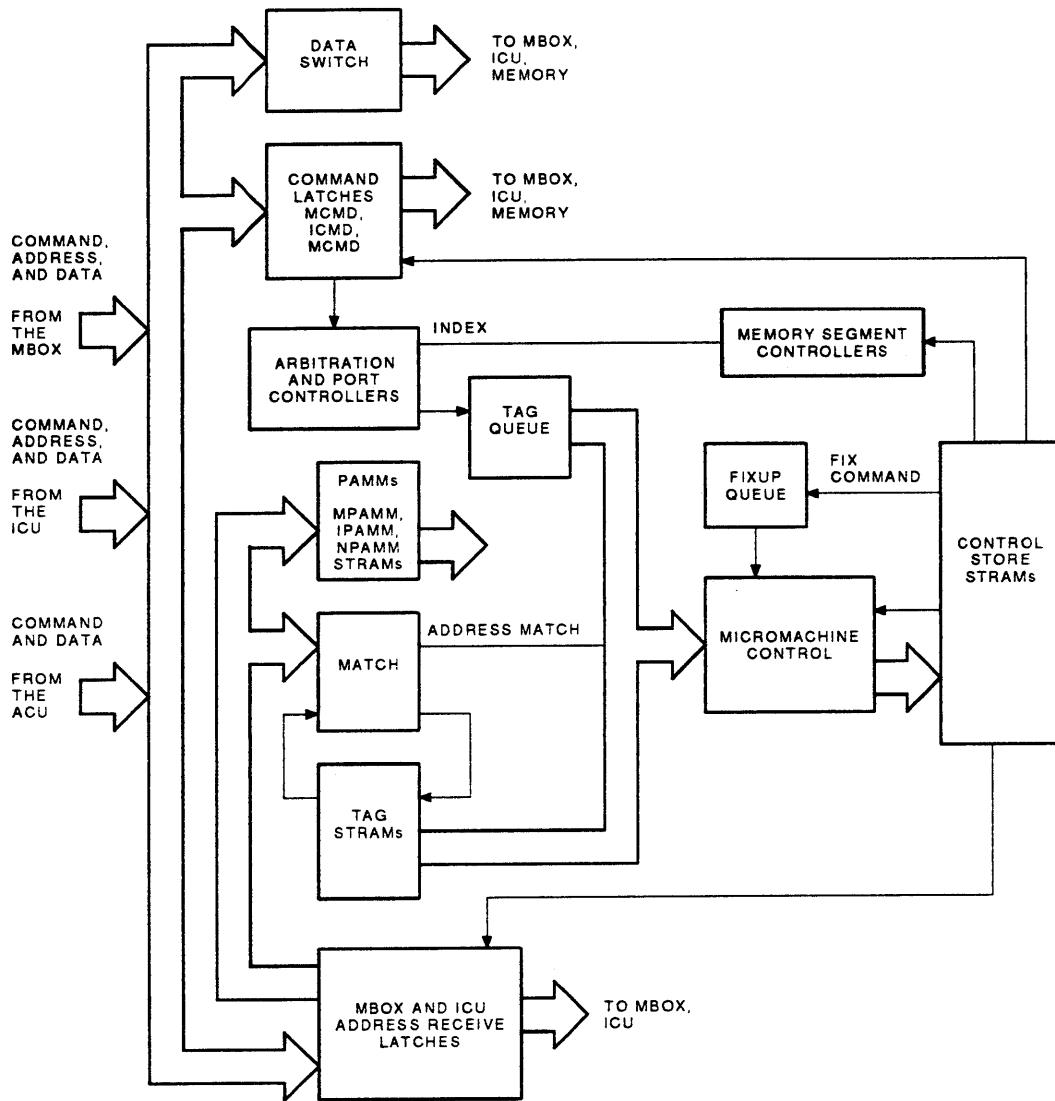 DATA
SWITCH
TO MBOX,
ICU,
MEMORY
COMMAND
LATCHES
MCMD,
ICMD,
MCMD
TO MBOX,
ICU,
MEMORY
COMMAND,
ADDRESS,
AND DATA
FROM
THE
MBOX
INDEX
MEMORY SEGMENT
CONTROLLERS
ARBITRATION
AND PORT
CONTROLLERS
TAG
QUEUE
COMMAND,
ADDRESS,
AND DATA
FROM
THE
ICU
PAMMs
MPAMM,
IPAMM,
NPAMM
STRAMs
FIXUP
QUEUE
FIX
COMMAND
CONTROL
STORE
STRAMs
COMMAND
AND DATA
FROM
THE
ACU
MATCH
ADDRESS MATCH
MICROMACHINE
CONTROL
TAG
STRAMs
MBOX AND ICU
ADDRESS RECEIVE
LATCHES
TO MBOX,
ICU